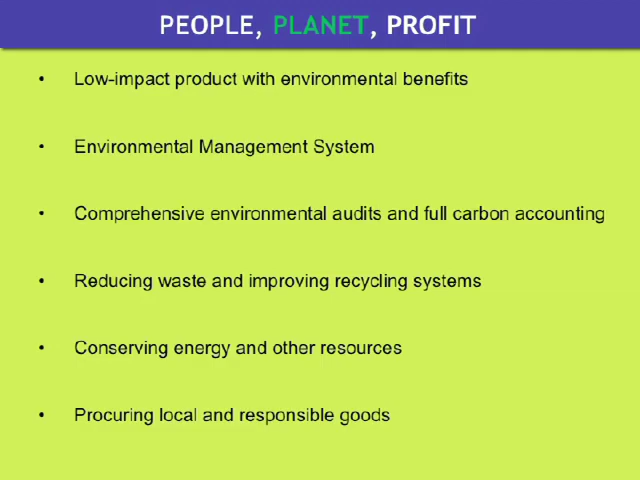 PEOPLE, PLANET, PROFIT
• Low-impact product with environmental benefits
• Environmental Management System
• Comprehensive environmental audits and full carbon accounting
• Reducing waste and improving recycling systems
• Conserving energy and other resources
• Procuring local and responsible goods